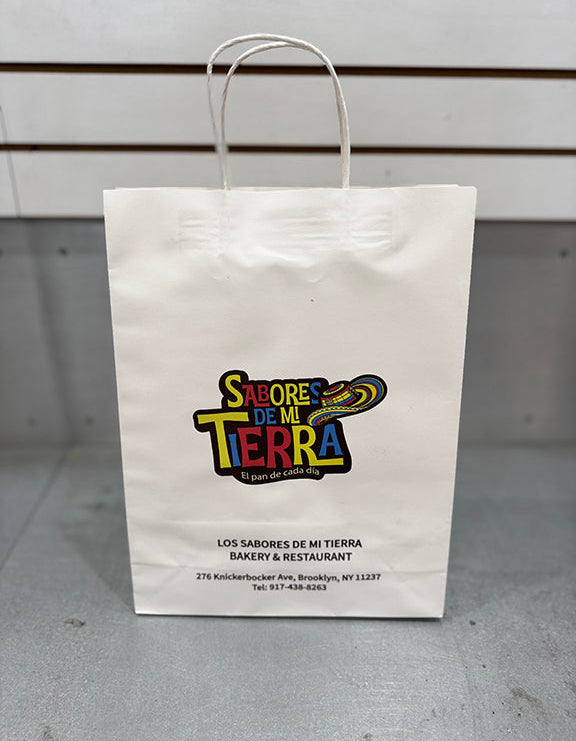 SABORES
DE MI
TIERRA
El pan de cada día
LOS SABORES DE MI TIERRA
BAKERY & RESTAURANT
276 Knickerbocker Ave, Brooklyn, NY 11237
Tel: 917-438-8263